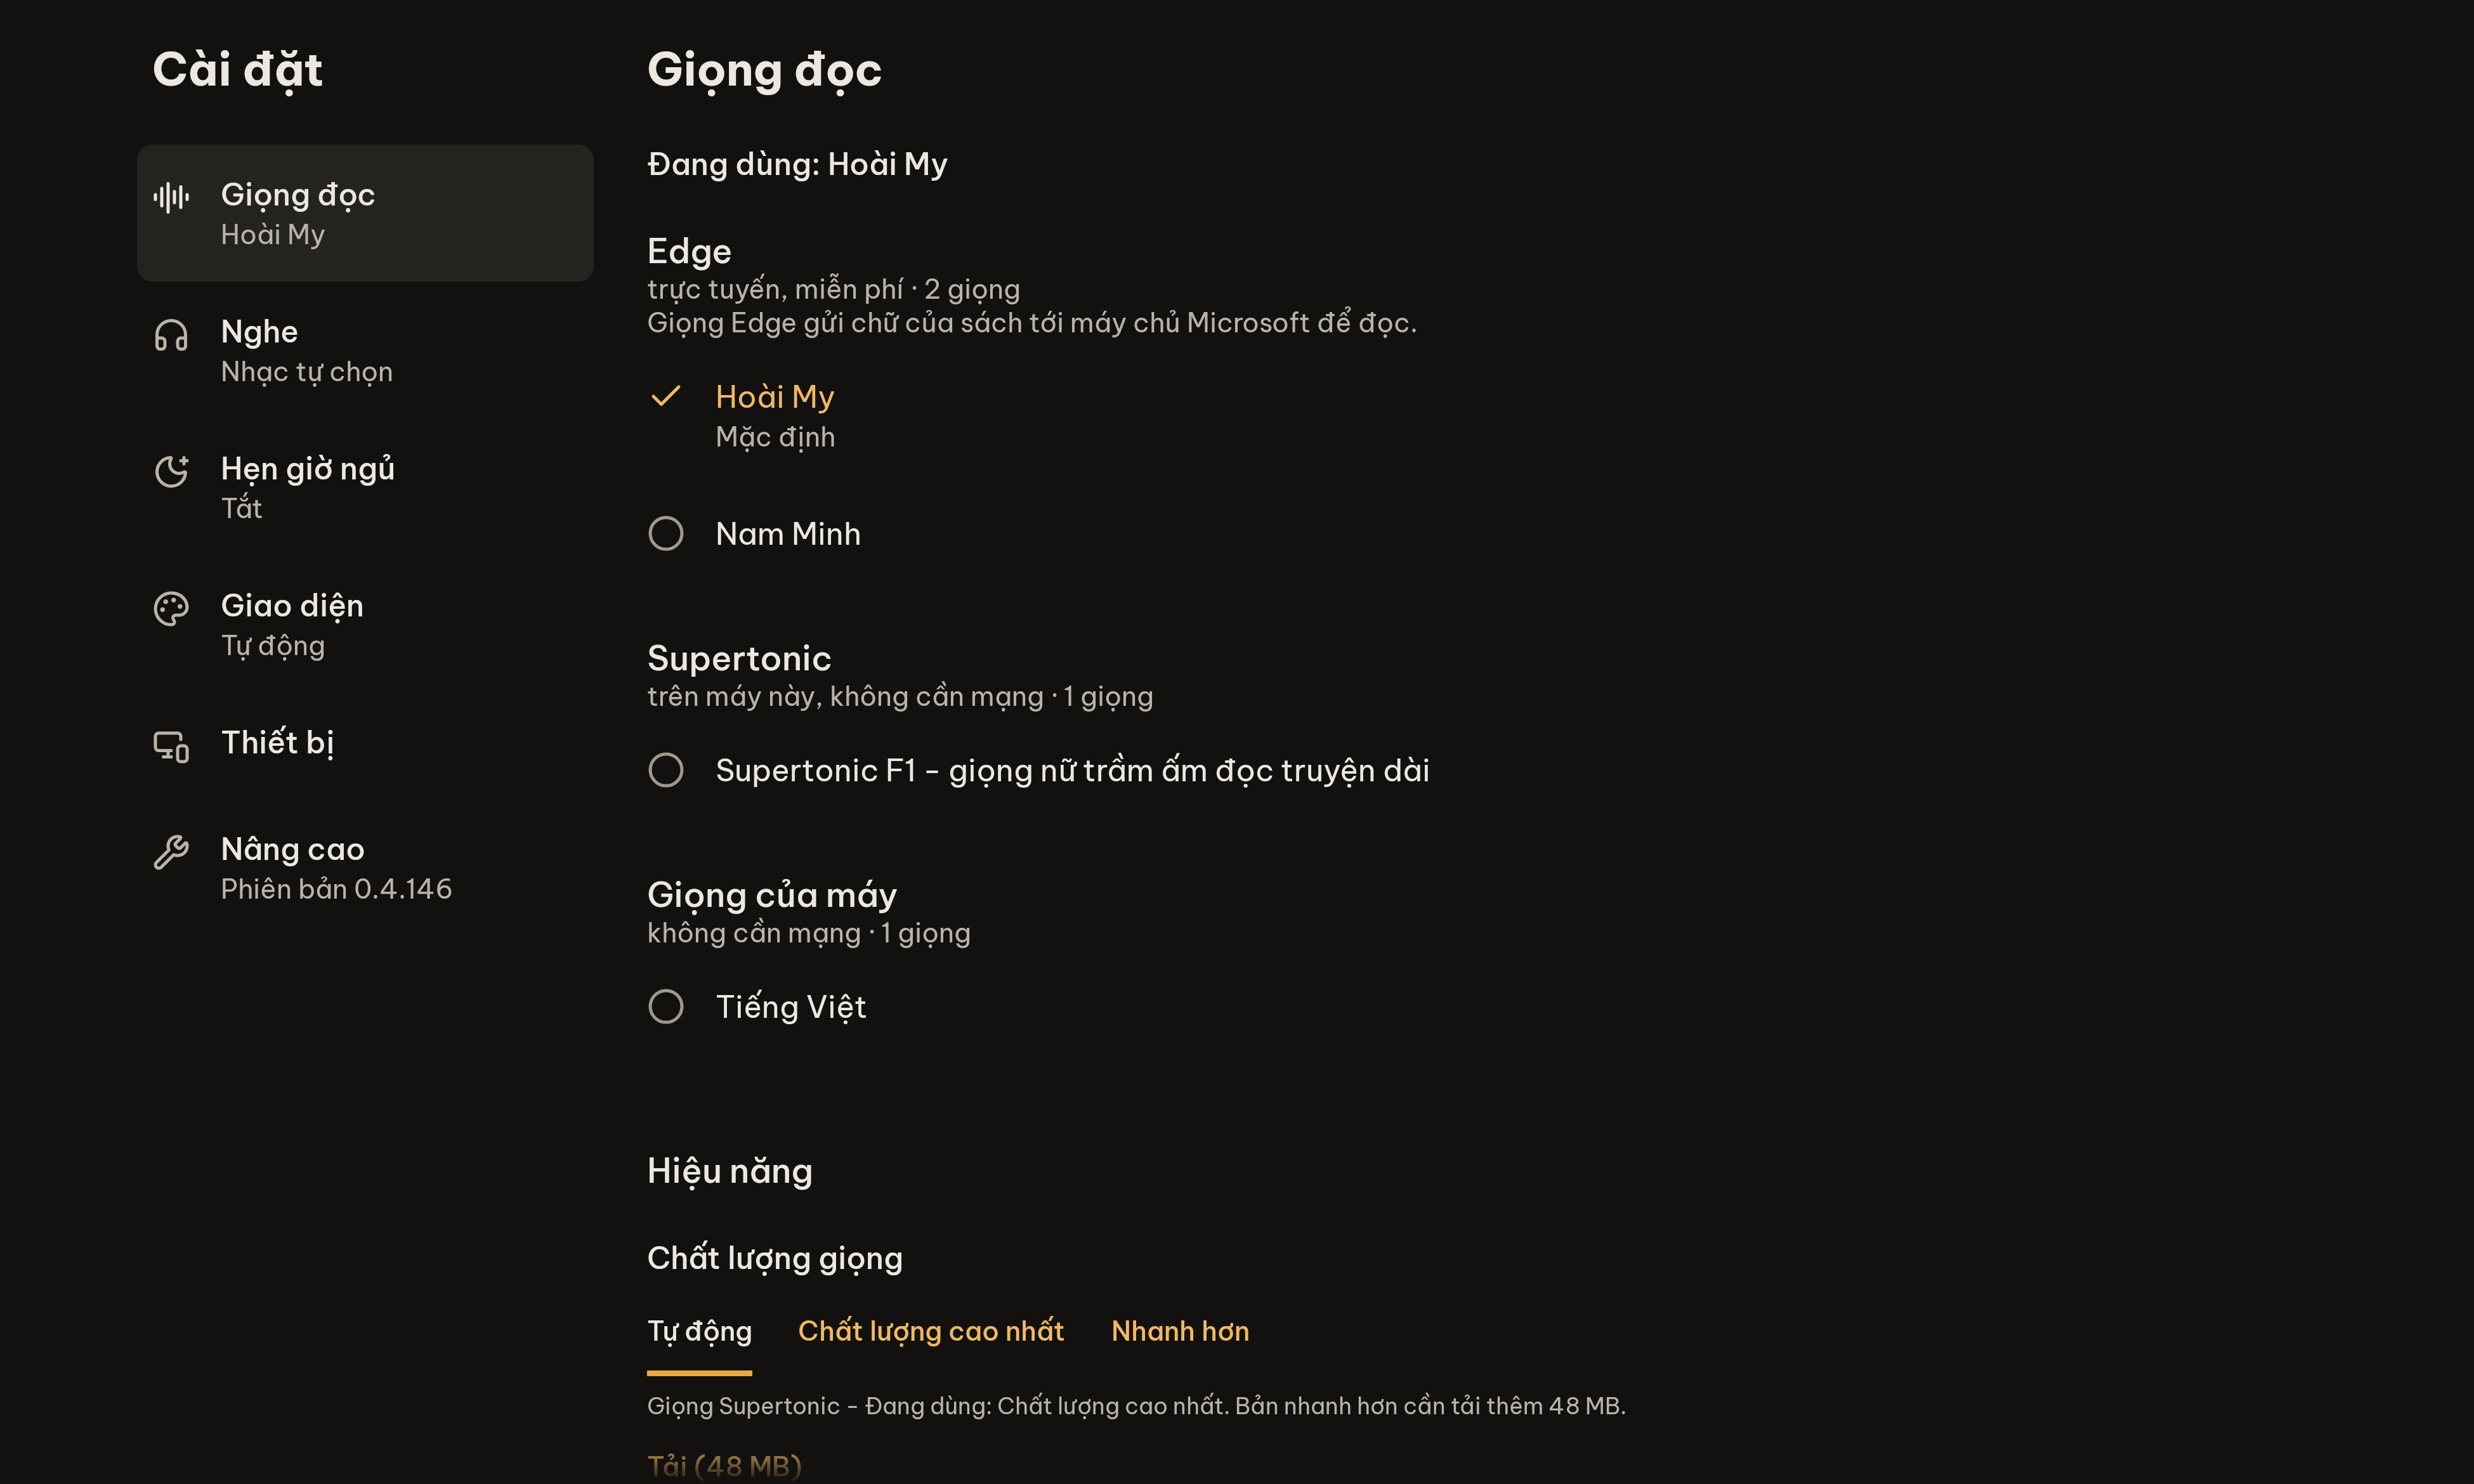 Cài đặt
Giọng đọc
Hoài My
Nghe
Nhạc tự chọn
Hẹn giờ ngủ
Tắt
Giao diện
Tự động
Thiết bị
Nâng cao
Phiên bản 0.4.146
Giọng đọc
Đang dùng: Hoài My
Edge
trực tuyến, miễn phí · 2 giọng
Giọng Edge gửi chữ của sách tới máy chủ Microsoft để đọc.
Hoài My
Mặc định
Nam Minh
Supertonic
trên máy này, không cần mạng · 1 giọng
Supertonic F1 – giọng nữ trầm ấm đọc truyện dài
Giọng của máy
không cần mạng · 1 giọng
Tiếng Việt
Hiệu năng
Chất lượng giọng
Tự động Chất lượng cao nhất Nhanh hơn
Giọng Supertonic – Đang dùng: Chất lượng cao nhất. Bản nhanh hơn cần tải thêm 48 MB.
Tải (48 MB)